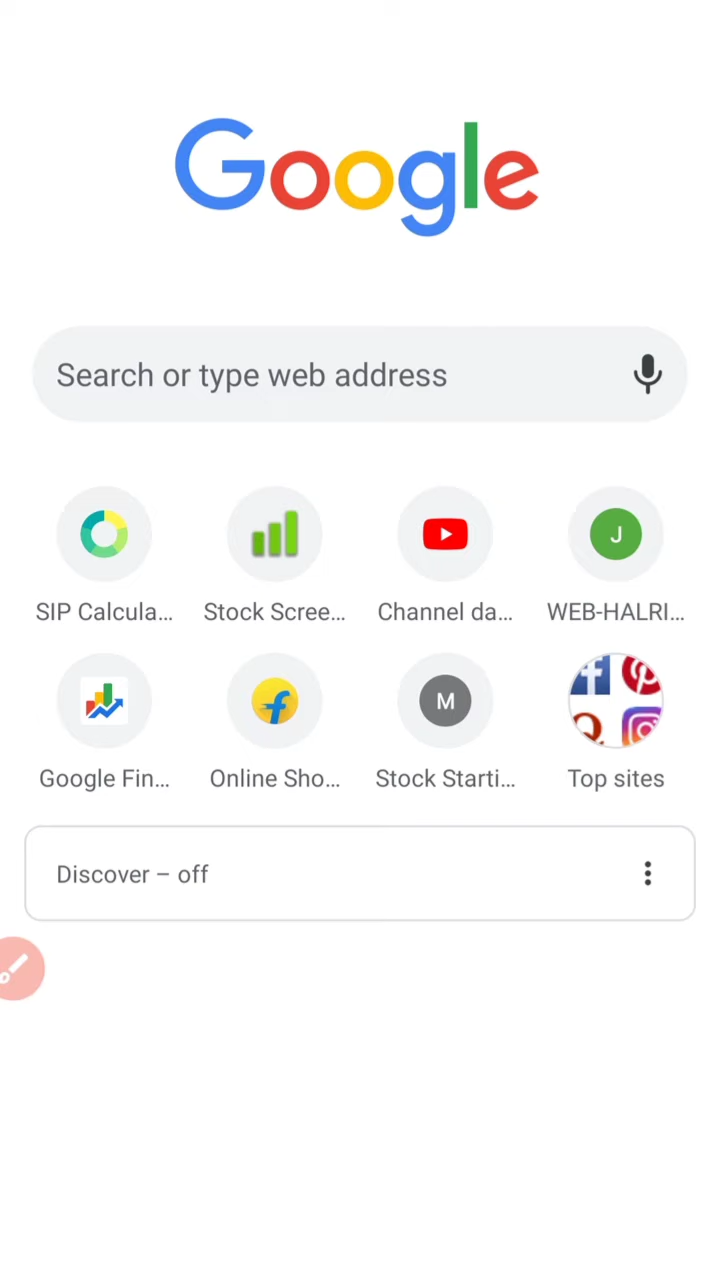 Google
Search or type web address
SIP Calcula... Stock Scree... Channel da... J WEB-HALRI...
Google Fin... Online Sho... M Stock Starti... Top sites
Discover – off